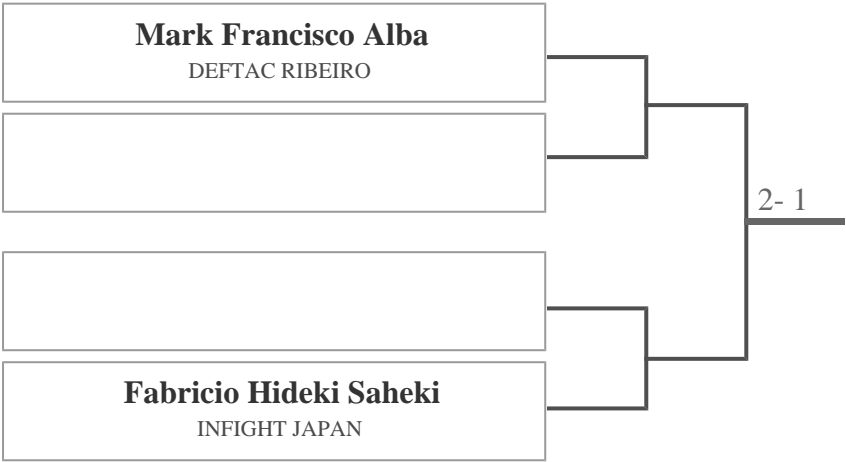 Mark Francisco Alba
DEFTAC RIBEIRO
2- 1
Fabricio Hideki Saheki
INFIGHT JAPAN